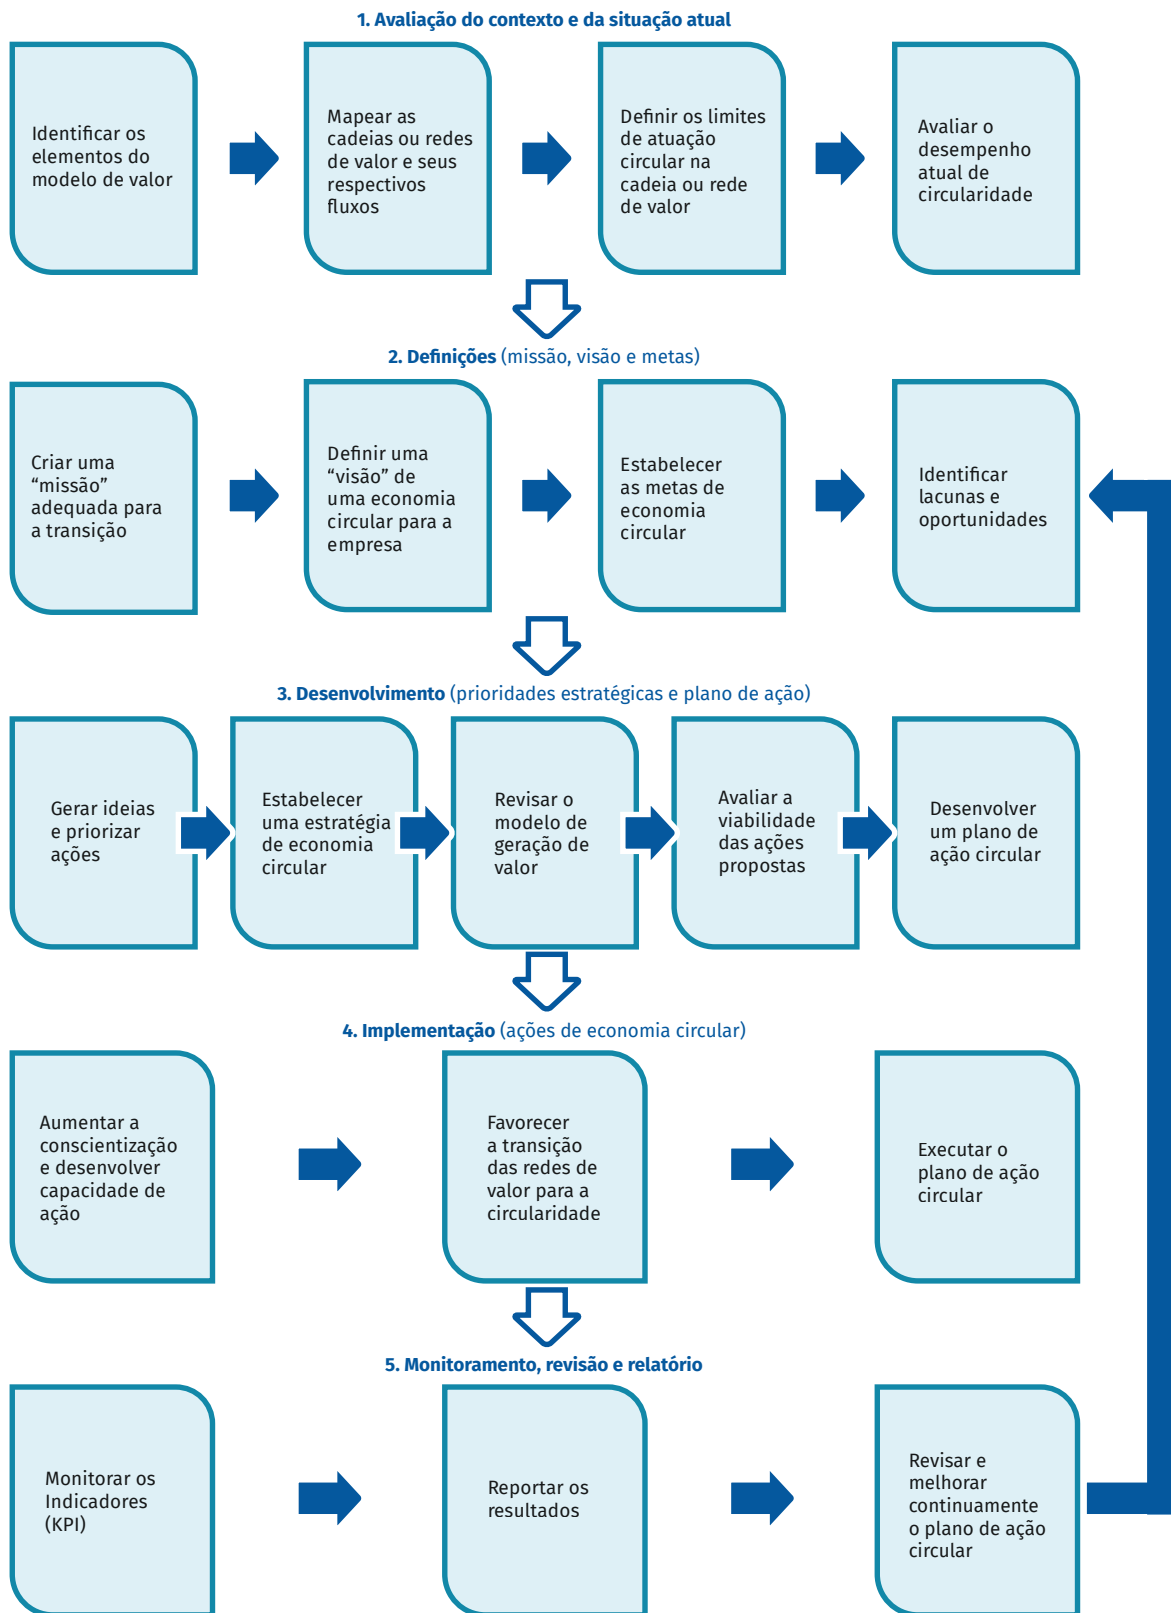 1. Avaliação do contexto e da situação atual
Identificar os
elementos do
modelo de valor
Mapear as
cadeias ou redes
de valor e seus
respectivos
fluxos
Definir os limites
de atuação
circular na
cadeia ou rede
de valor
Avaliar o
desempenho
atual de
circularidade
2. Definições (missão, visão e metas)
Criar uma
“missão”
adequada para
a transição
Definir uma
“visão” de
uma economia
circular para a
empresa
Estabelecer
as metas de
economia
circular
Identificar
lacunas e
oportunidades
3. Desenvolvimento (prioridades estratégicas e plano de ação)
Gerar ideias
e priorizar
ações
Estabelecer
uma estratégia
de economia
circular
Revisar o
modelo de
geração de
valor
Avaliar a
viabilidade
das ações
propostas
Desenvolver
um plano de
ação circular
4. Implementação (ações de economia circular)
Aumentar a
conscientização
e desenvolver
capacidade de
ação
Favorecer
a transição
das redes de
valor para a
circularidade
Executar o
plano de ação
circular
5. Monitoramento, revisão e relatório
Monitorar os
Indicadores
(KPI)
Reportar os
resultados
Revisar e
melhorar
continuamente
o plano de ação
circular